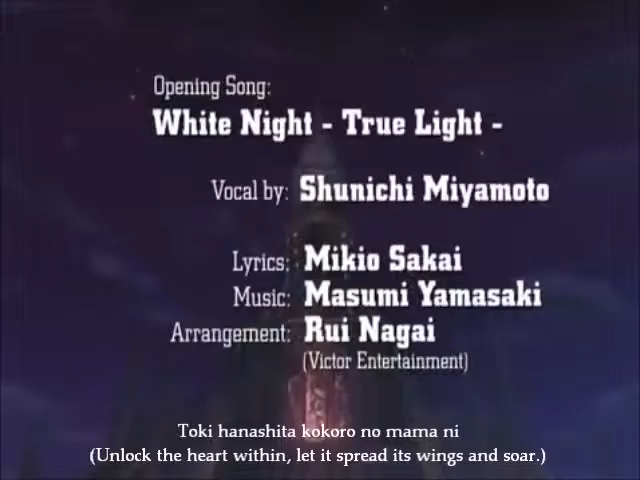 Opening Song:
White Night - True Light -
Vocal by: Shunichi Miyamoto
Lyrics: Mikio Sakai
Music: Masumi Yamasaki
Arrangement: Rui Nagai
(Victor Entertainment)
Toki hanashita kokoro no mama ni
(Unlock the heart within, let it spread its wings and soar.)